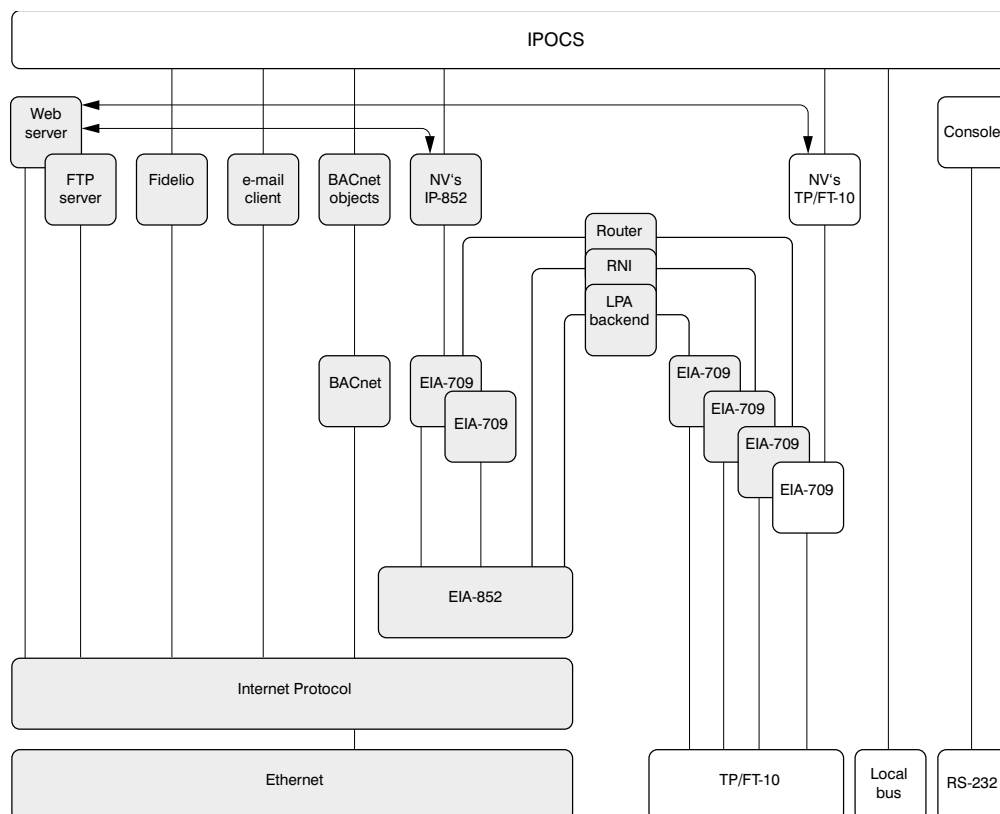 IPOCS
Web
server
Console
FTP
server
Fidelio
e-mail
client
BACnet
objects
NV‘s
IP-852
NV‘s
TP/FT-10
Router
RNI
LPA
backend
BACnet
EIA-709
EIA-709
EIA-709
EIA-709
EIA-709
EIA-709
EIA-852
Internet Protocol
Ethernet
TP/FT-10
Local
bus
RS-232